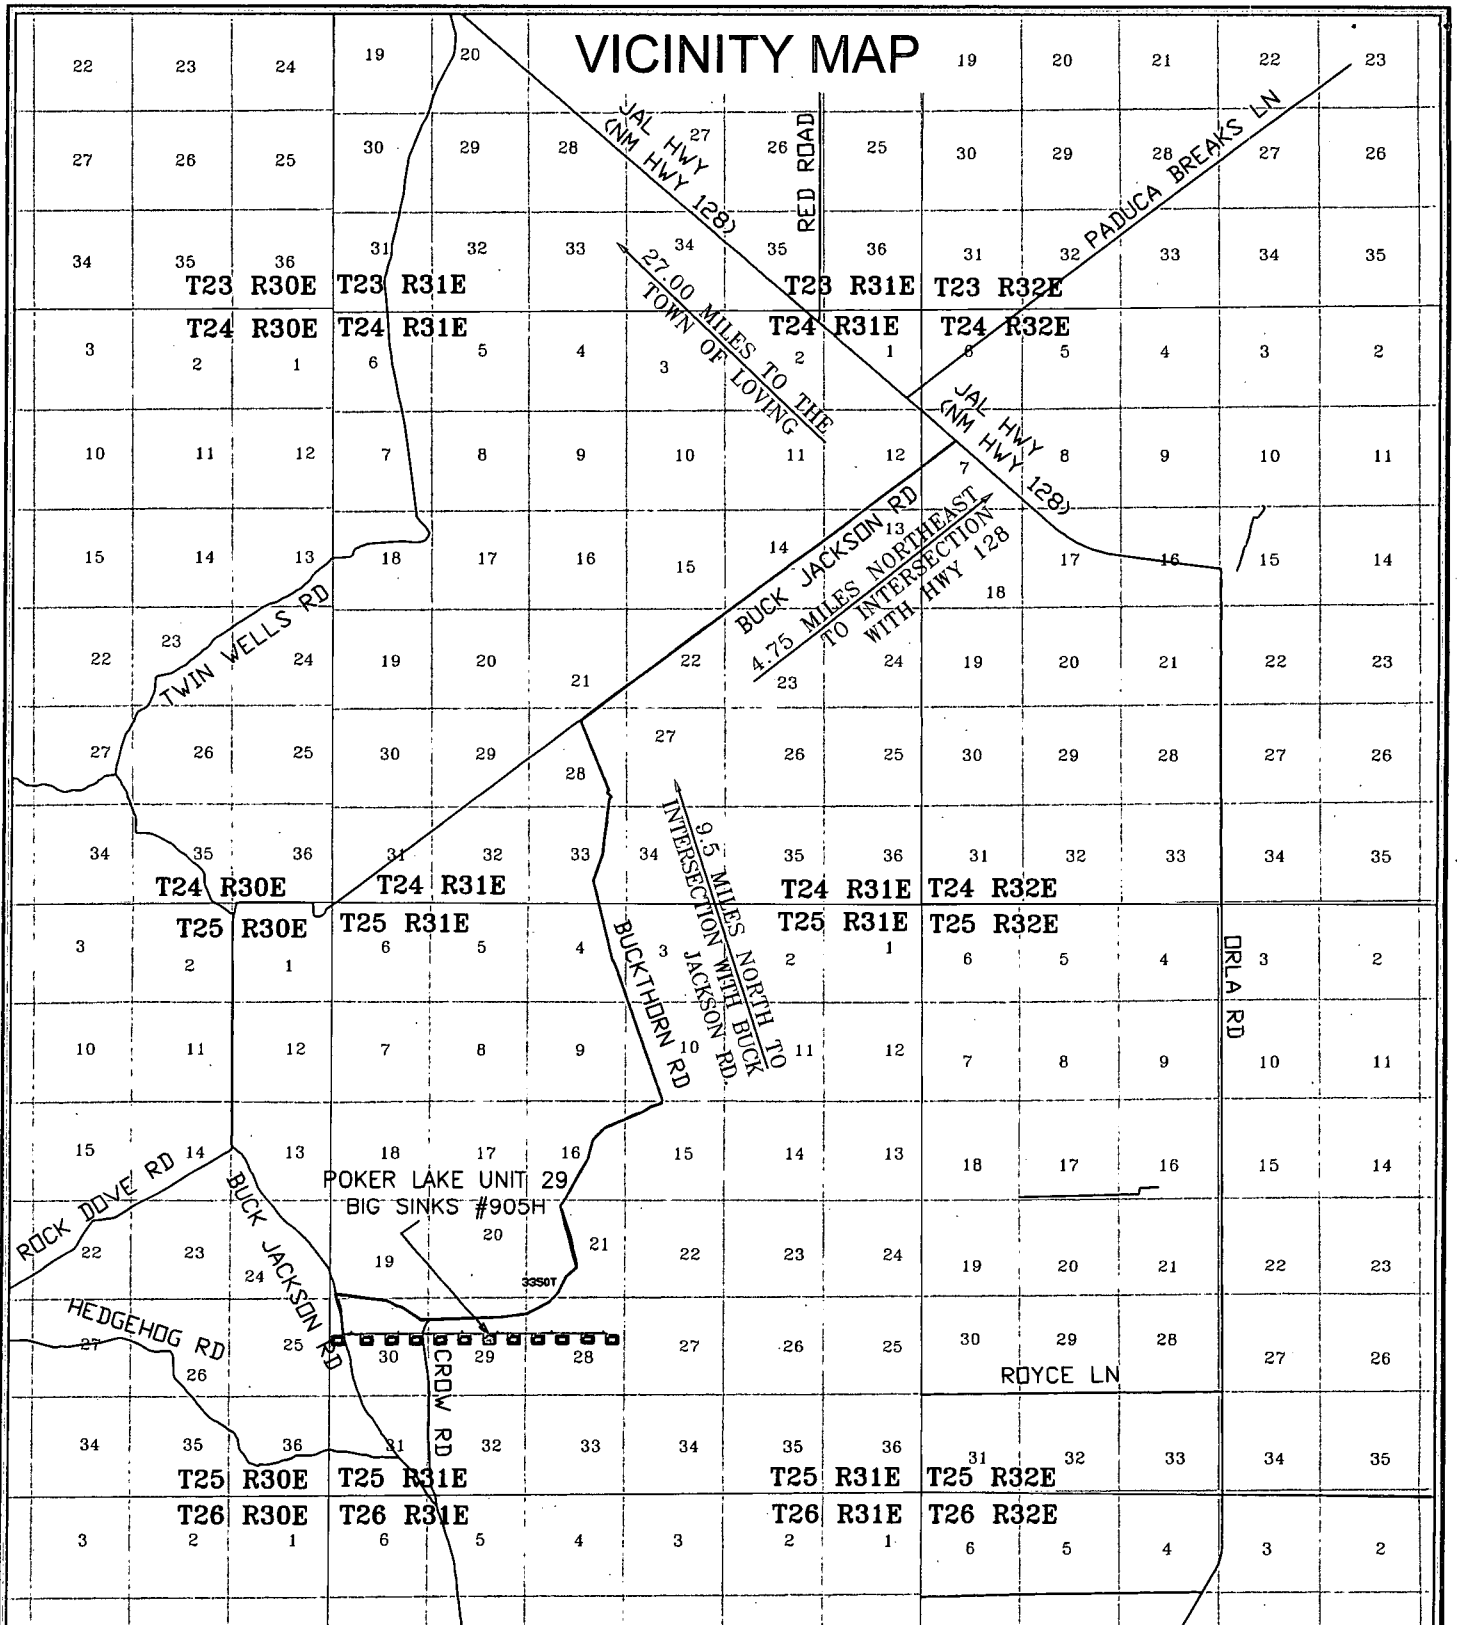 VICINITY MAP
22 23 24 19 20 19 20 21 22 23
JAL HWY
(NM HWY 128)
RED ROAD
PADUCA BREAKS LN
27 26 25 30 29 28 27 26 25 30 29 28 27 26
34 35 36 31 32 33 34 35 36 31 32 33 34 35
T23 R30E T23 R31E T23 R31E T23 R32E
27.00 MILES TO THE
TOWN OF LOVING
T24 R30E T24 R31E T24 R31E T24 R32E
3 2 1 6 5 4 3 2 1 6 5 4 3 2
JAL HWY
(NM HWY 128)
10 11 12 7 8 9 10 11 12 7 8 9 10 11
BUCK JACKSON RD
4.75 MILES NORTHEAST
TO INTERSECTION
WITH HWY 128
15 14 13 18 17 16 15 14 13 18 17 16 15 14
TWIN WELLS RD
22 23 24 19 20 21 22 23 24 19 20 21 22 23
27 26 25 30 29 28 27 26 25 30 29 28 27 26
9.5 MILES NORTH TO
INTERSECTION WITH BUCK
JACKSON RD.
34 35 36 31 32 33 34 35 36 31 32 33 34 35
T24 R30E T24 R31E T24 R31E T24 R32E
T25 R30E T25 R31E T25 R31E T25 R32E
BUCKTHORN RD
ORLA RD
3 2 1 6 5 4 3 2 1 6 5 4 3 2
10 11 12 7 8 9 10 11 12 7 8 9 10 11
15 14 13 18 17 16 15 14 13 18 17 16 15 14
ROCK DOVE RD
BUCK JACKSON RD
POKER LAKE UNIT 29
BIG SINKS #905H
22 23 24 19 20 21 22 23 24 19 20 21 22 23
3350T
HEDGEHOG RD
27 26 25 30 29 28 27 26 25 30 29 28 27 26
CROW RD
ROYCE LN
34 35 36 31 32 33 34 35 36 31 32 33 34 35
T25 R30E T25 R31E T25 R31E T25 R32E
T26 R30E T26 R31E T26 R31E T26 R32E
3 2 1 6 5 4 3 2 1 6 5 4 3 2